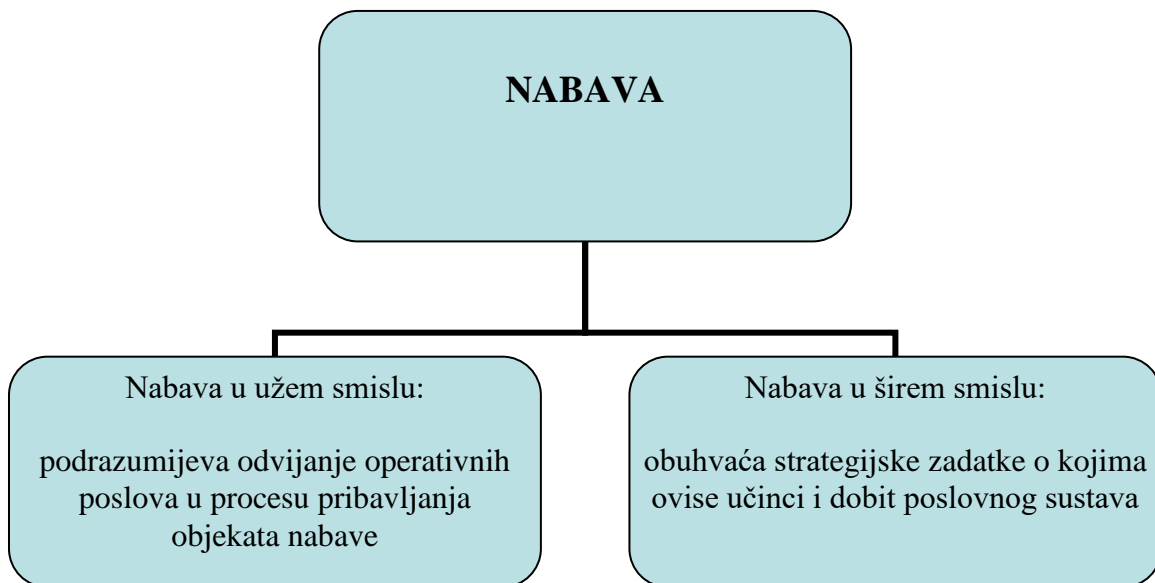 NABAVA
Nabava u užem smislu:
podrazumijeva odvijanje operativnih
poslova u procesu pribavljanja
objekata nabave
Nabava u širem smislu:
obuhvaća strategijske zadatke o kojima
ovise učinci i dobit poslovnog sustava